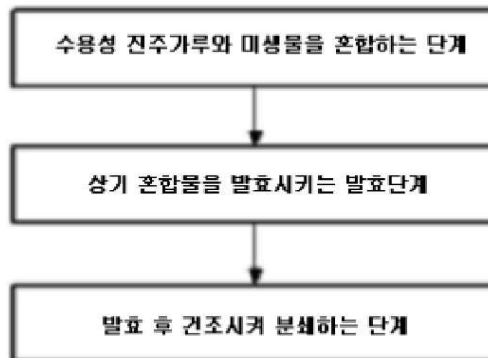 수용성 진주가루와 미생물을 혼합하는 단계
상기 혼합물을 발효시키는 발효단계
발효 후 건조시켜 분쇄하는 단계